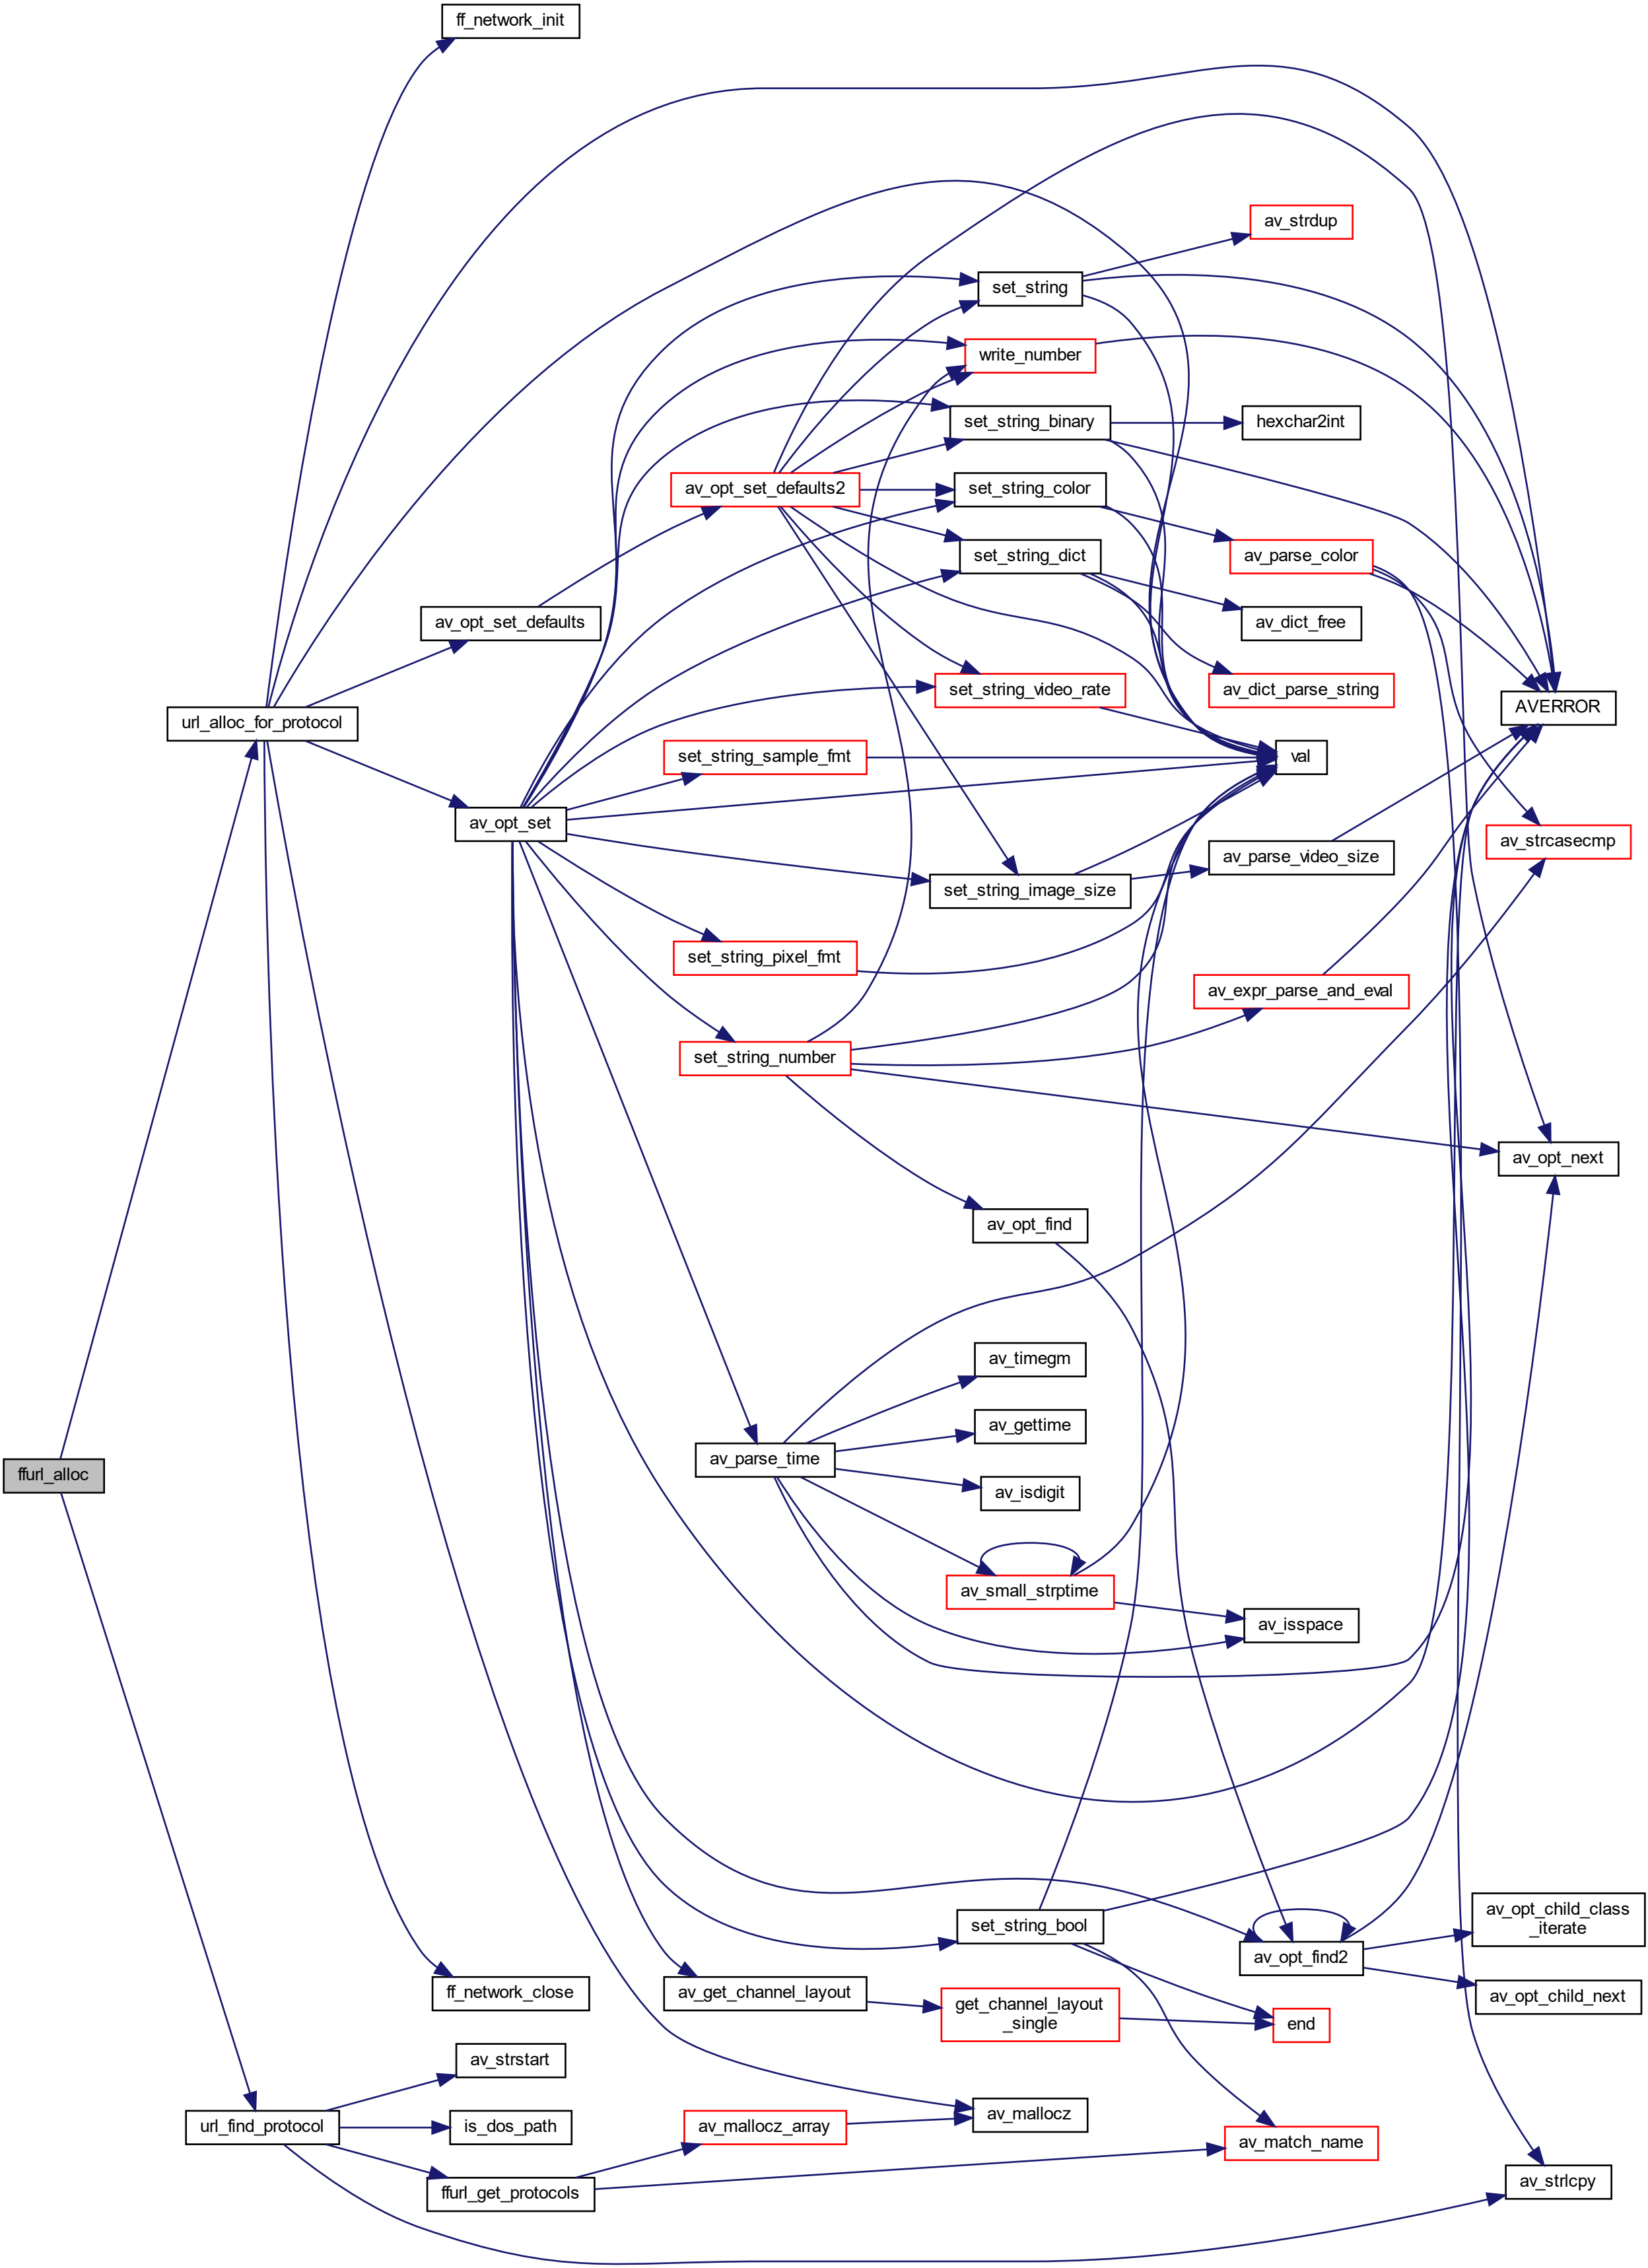 ff_network_init
av_strdup
set_string
write_number
set_string_binary
hexchar2int
av_opt_set_defaults2
set_string_color
set_string_dict
av_parse_color
av_opt_set_defaults
av_dict_free
set_string_video_rate
av_dict_parse_string
url_alloc_for_protocol
AVERROR
set_string_sample_fmt
val
av_opt_set
av_strcasecmp
av_parse_video_size
set_string_image_size
set_string_pixel_fmt
av_expr_parse_and_eval
set_string_number
av_opt_next
av_opt_find
av_timegm
av_gettime
av_parse_time
ffurl_alloc
av_isdigit
av_small_strptime
av_isspace
set_string_bool
av_opt_child_class
_iterate
av_opt_find2
ff_network_close
av_get_channel_layout
av_opt_child_next
get_channel_layout
_single
end
av_strstart
av_mallocz
url_find_protocol
is_dos_path
av_mallocz_array
av_match_name
ffurl_get_protocols
av_strlcpy